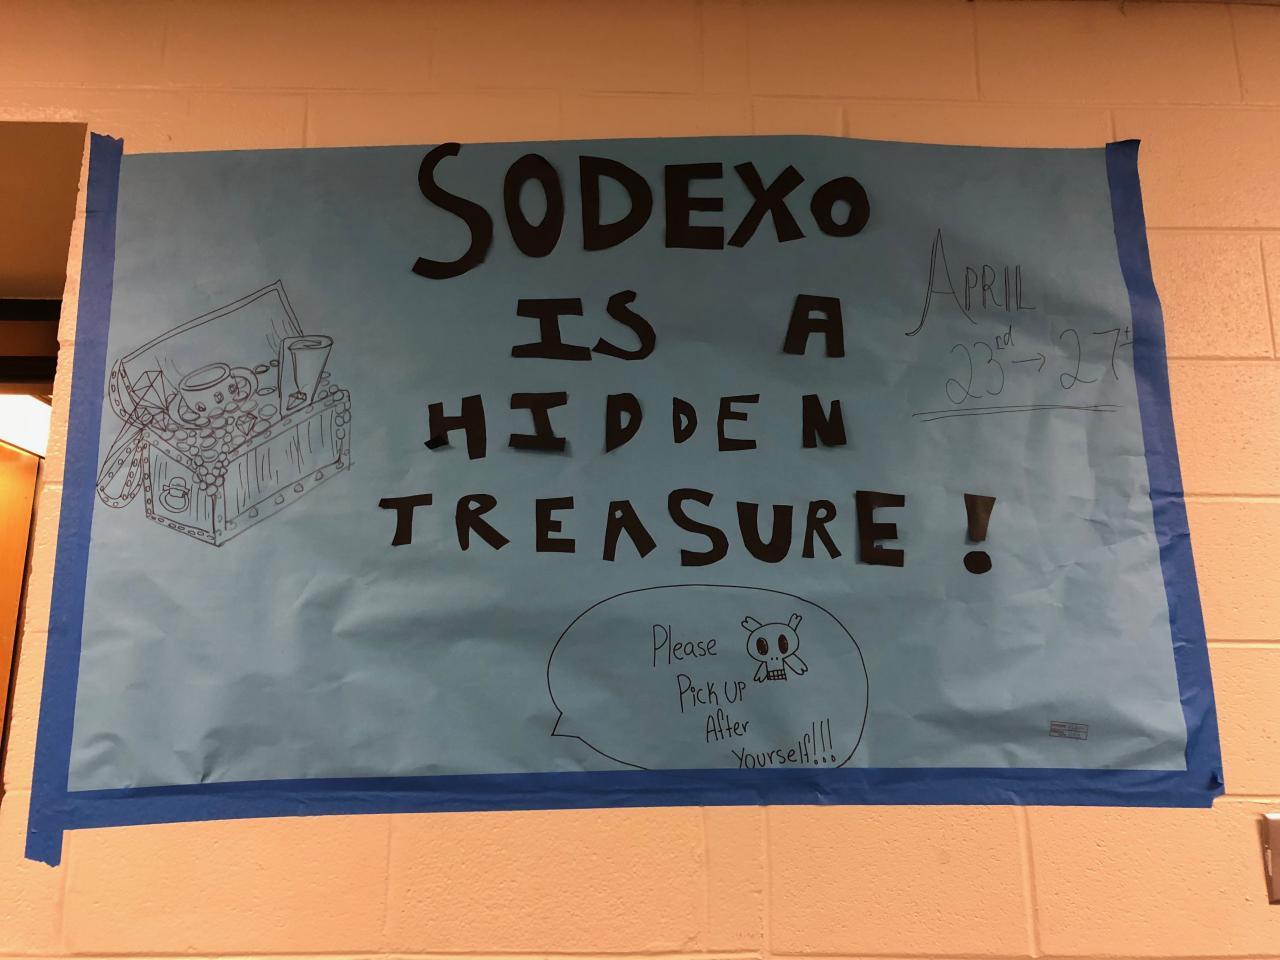 SODEXO
IS A
HIDDEN
TREASURE!
APRIL
23rd → 27th
Please
Pick Up
After
Yourself!!!